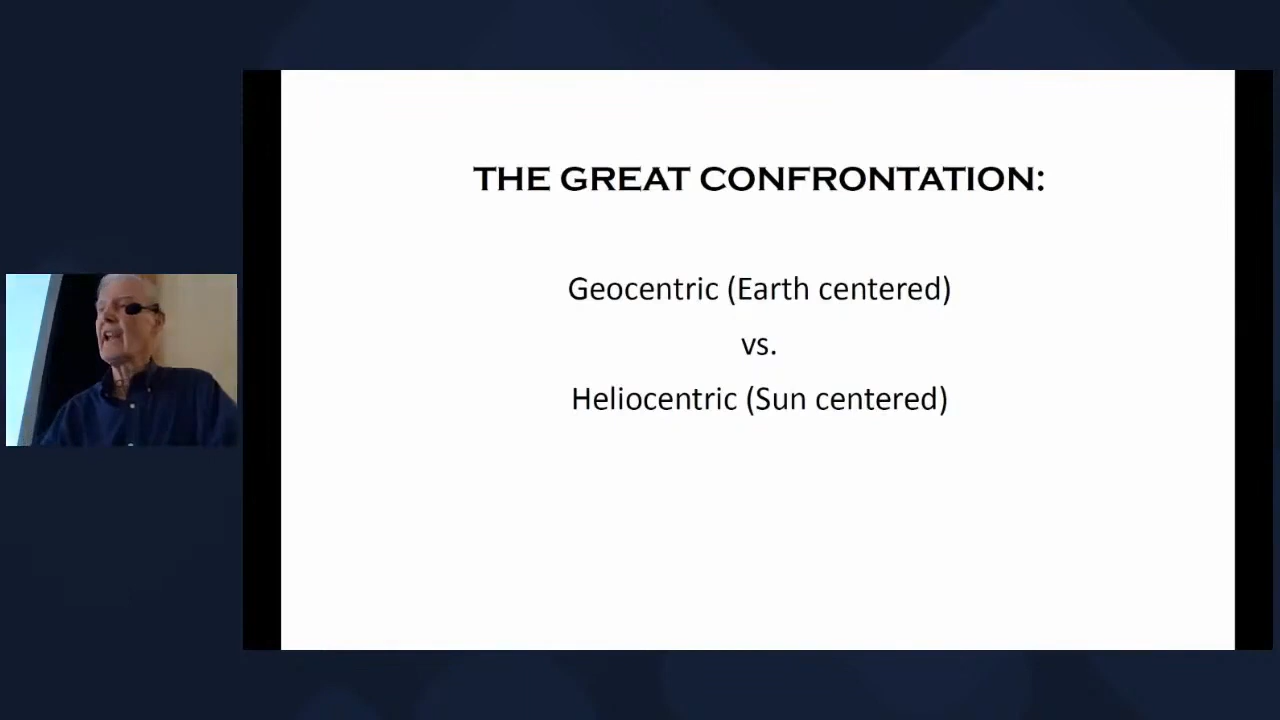 THE GREAT CONFRONTATION:
Geocentric (Earth centered)
vs.
Heliocentric (Sun centered)